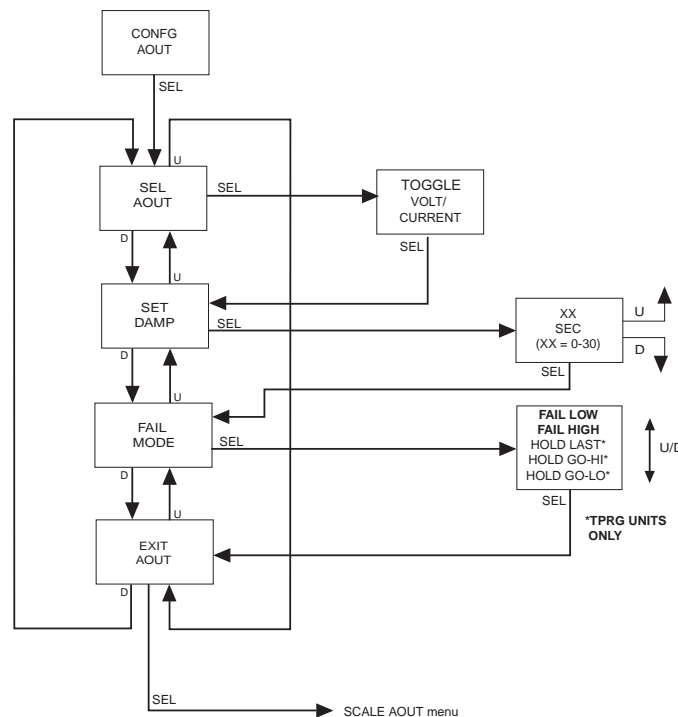 CONFG
AOUT
SEL
U
SEL
AOUT
SEL
TOGGLE
VOLT/
CURRENT
SEL
D
U
SET
DAMP
SEL
XX
SEC
(XX = 0-30)
U
D
SEL
D
U
FAIL
MODE
SEL
FAIL LOW
FAIL HIGH
HOLD LAST*
HOLD GO-HI*
HOLD GO-LO*
U/D
SEL
*TPRG UNITS
ONLY
D
U
EXIT
AOUT
D
SEL
SCALE AOUT menu